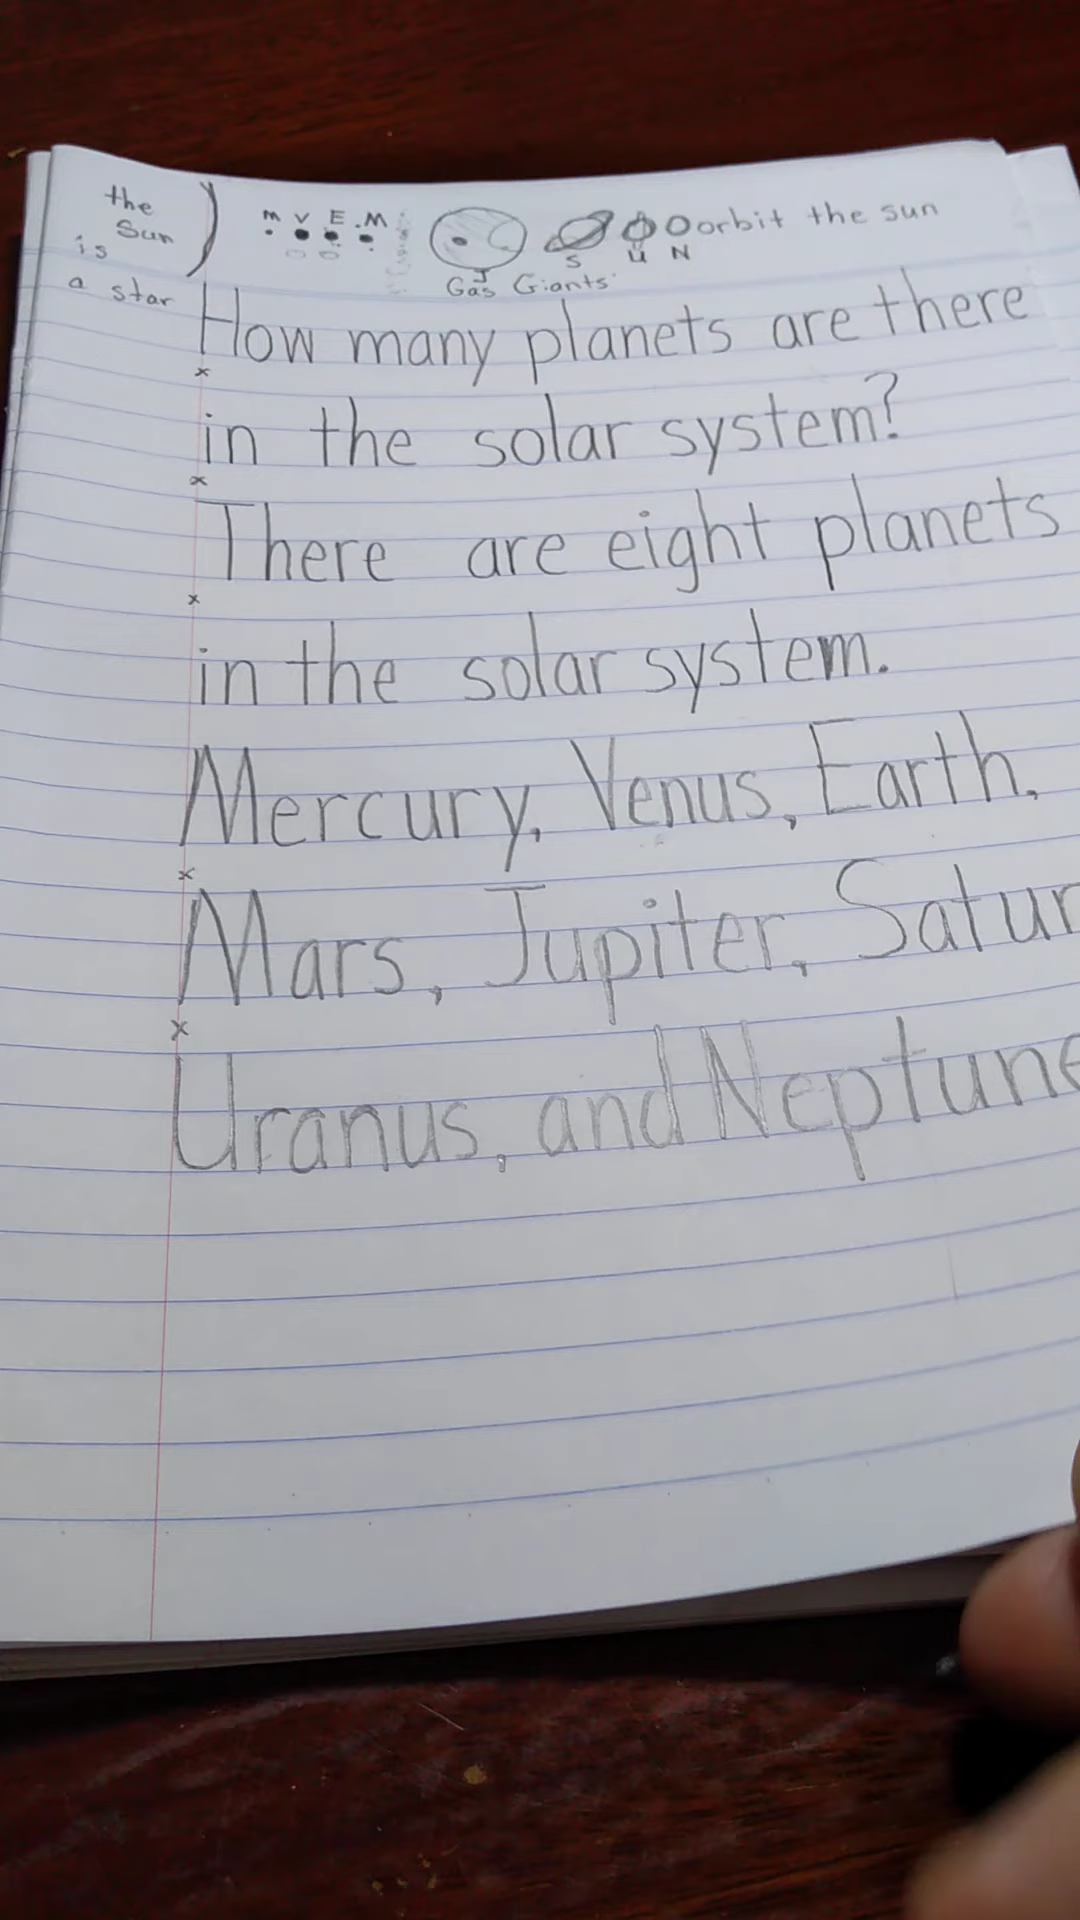 the
Sun
is
a star
M V E M
J S U N
orbit the sun
Gas Giants
How many planets are there
in the solar system?
There are eight planets
in the solar system.
Mercury, Venus, Earth,
Mars, Jupiter, Satur
Uranus, and Neptune